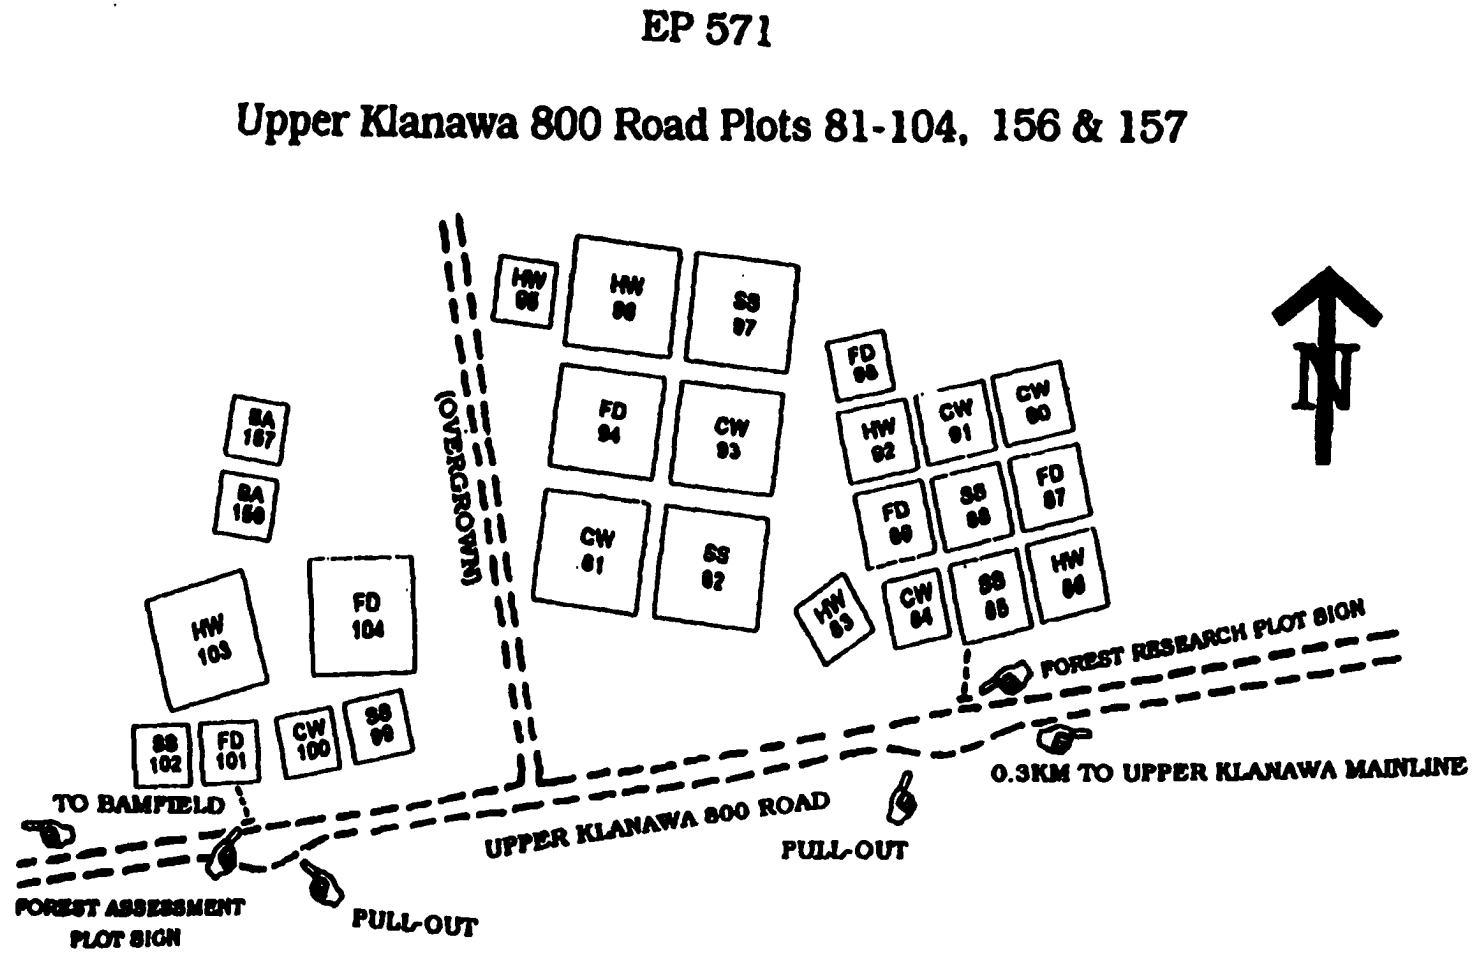 EP 571
Upper Klanawa 800 Road Plots 81-104, 156 & 157
HW
95
HW
96
SS
97
FD
98
CW
90
HW
92
CW
91
N
(OVERGROWN)
BA
157
FD
94
CW
93
BA
156
FD
89
SS
88
FD
87
CW
81
SS
82
HW
86
HW
83
CW
84
SS
85
HW
103
FD
104
FOREST RESEARCH PLOT SIGN
SS
102
FD
101
CW
100
SS
99
0.3KM TO UPPER KLANAWA MAINLINE
TO BAMFIELD
UPPER KLANAWA 800 ROAD
PULL-OUT
FOREST ASSESSMENT
PLOT SIGN
PULL-OUT